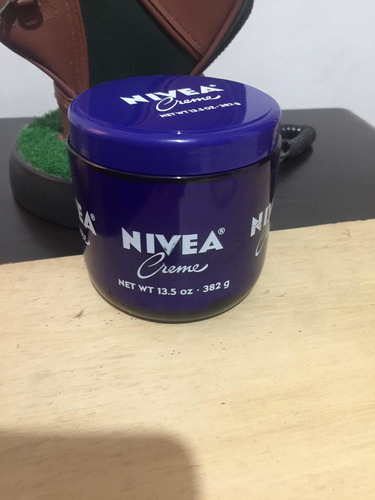 NIVEA®
Creme
NET WT 13.5 OZ · 382 g
NIVEA®
Creme
NET WT 13.5 oz · 382 g